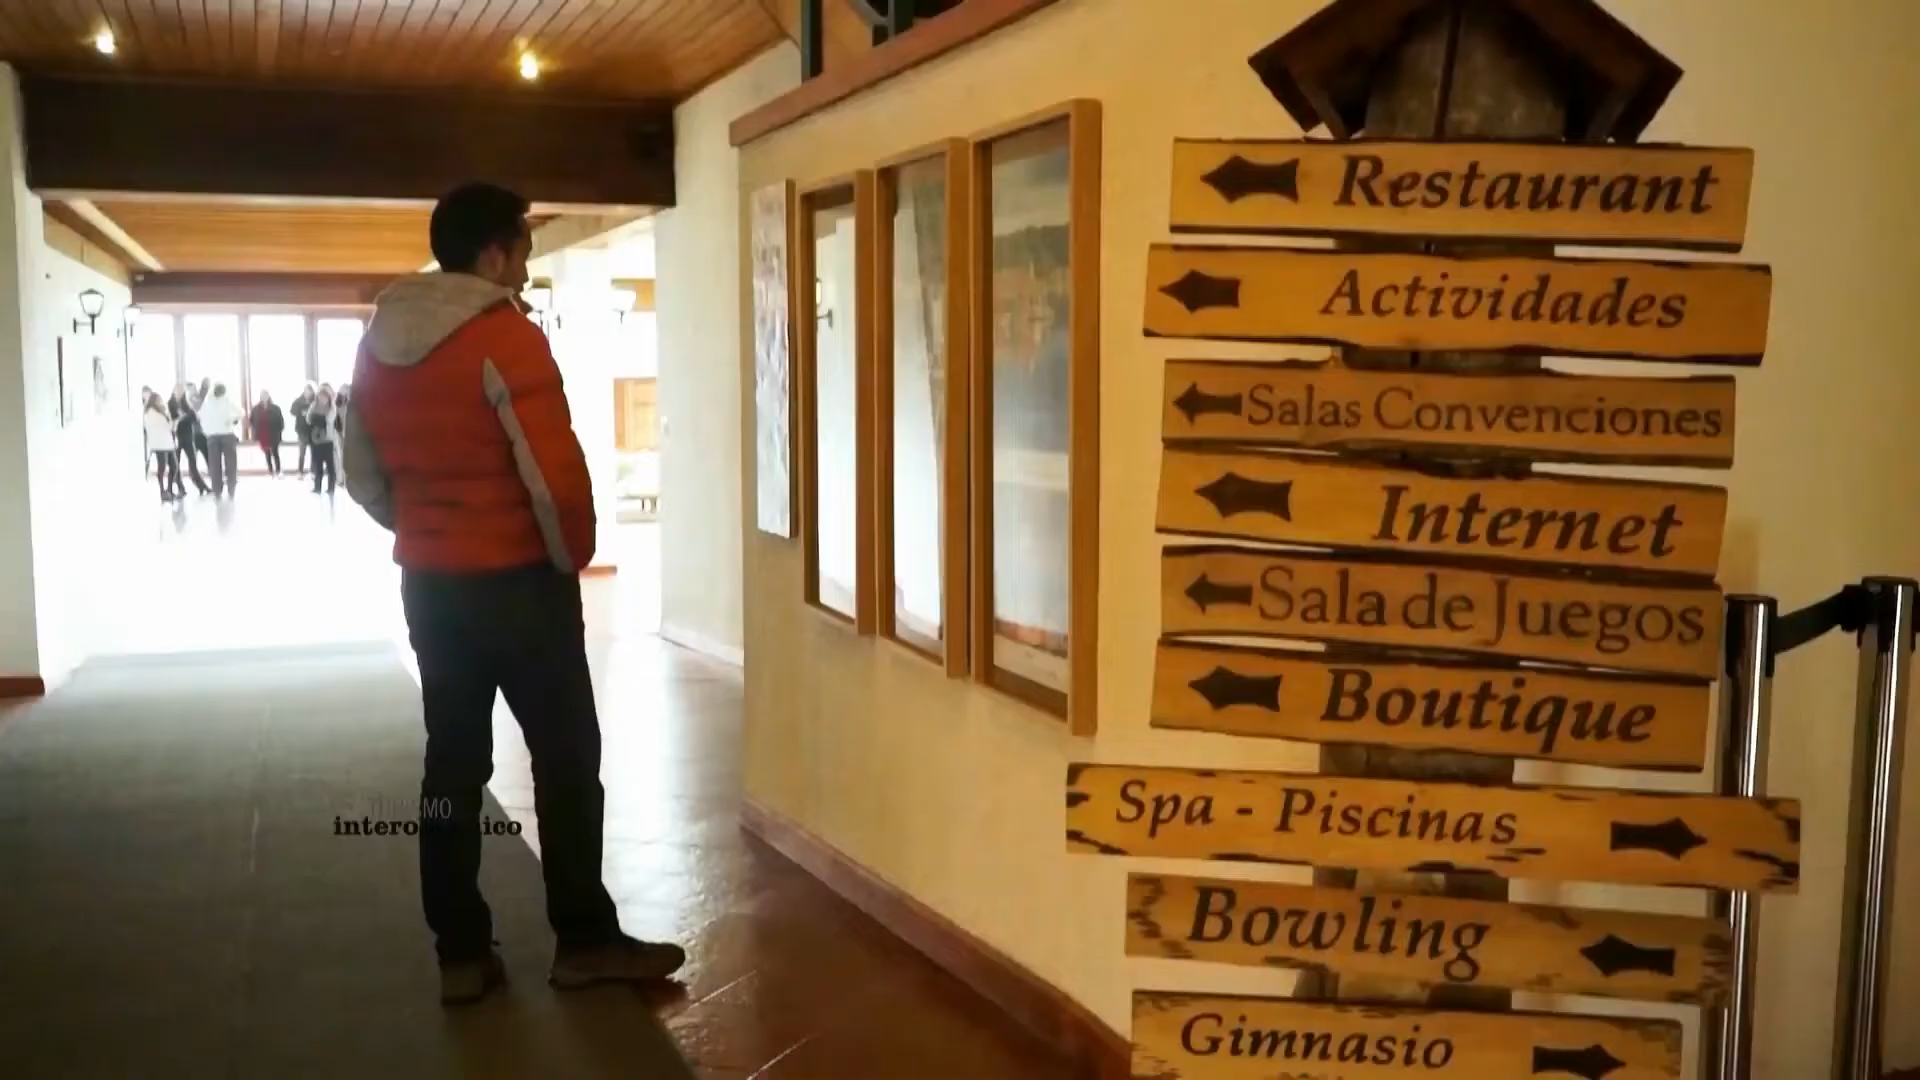 Restaurant
Actividades
Salas Convenciones
Internet
Sala de Juegos
Boutique
Spa - Piscinas
Bowling
Gimnasio